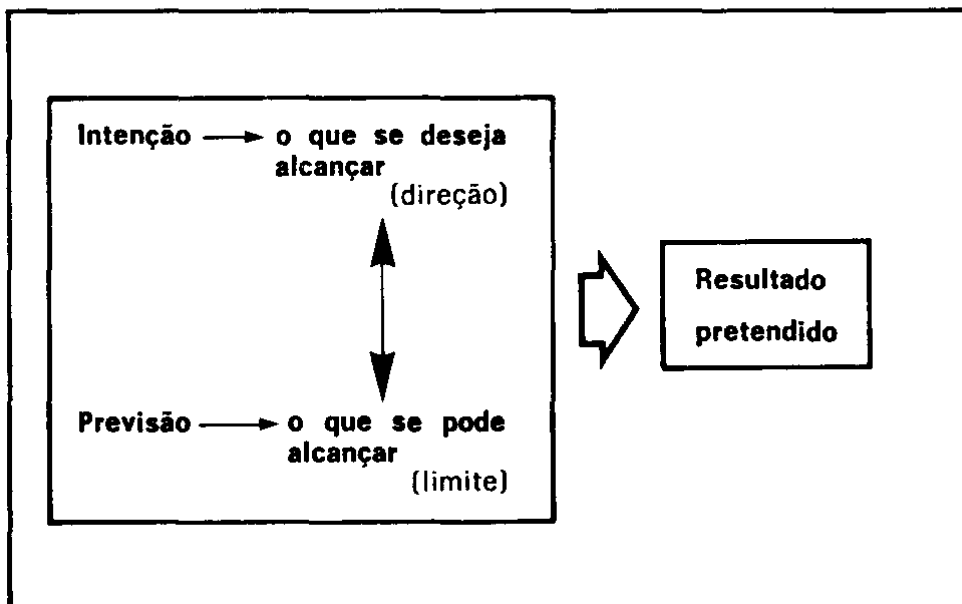 Intenção → o que se deseja
alcançar
(direção)
Previsão → o que se pode
alcançar
(limite)
Resultado
pretendido